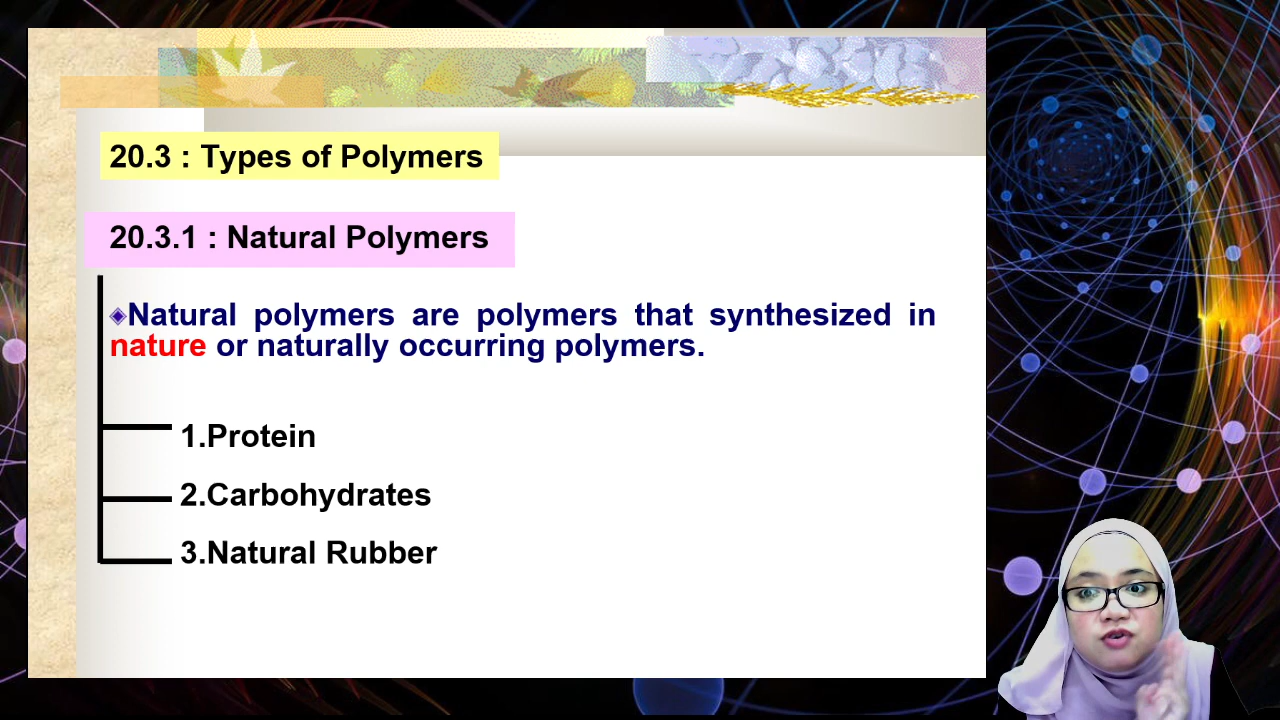 20.3 : Types of Polymers
20.3.1 : Natural Polymers
Natural polymers are polymers that synthesized in
nature or naturally occurring polymers.
1.Protein
2.Carbohydrates
3.Natural Rubber